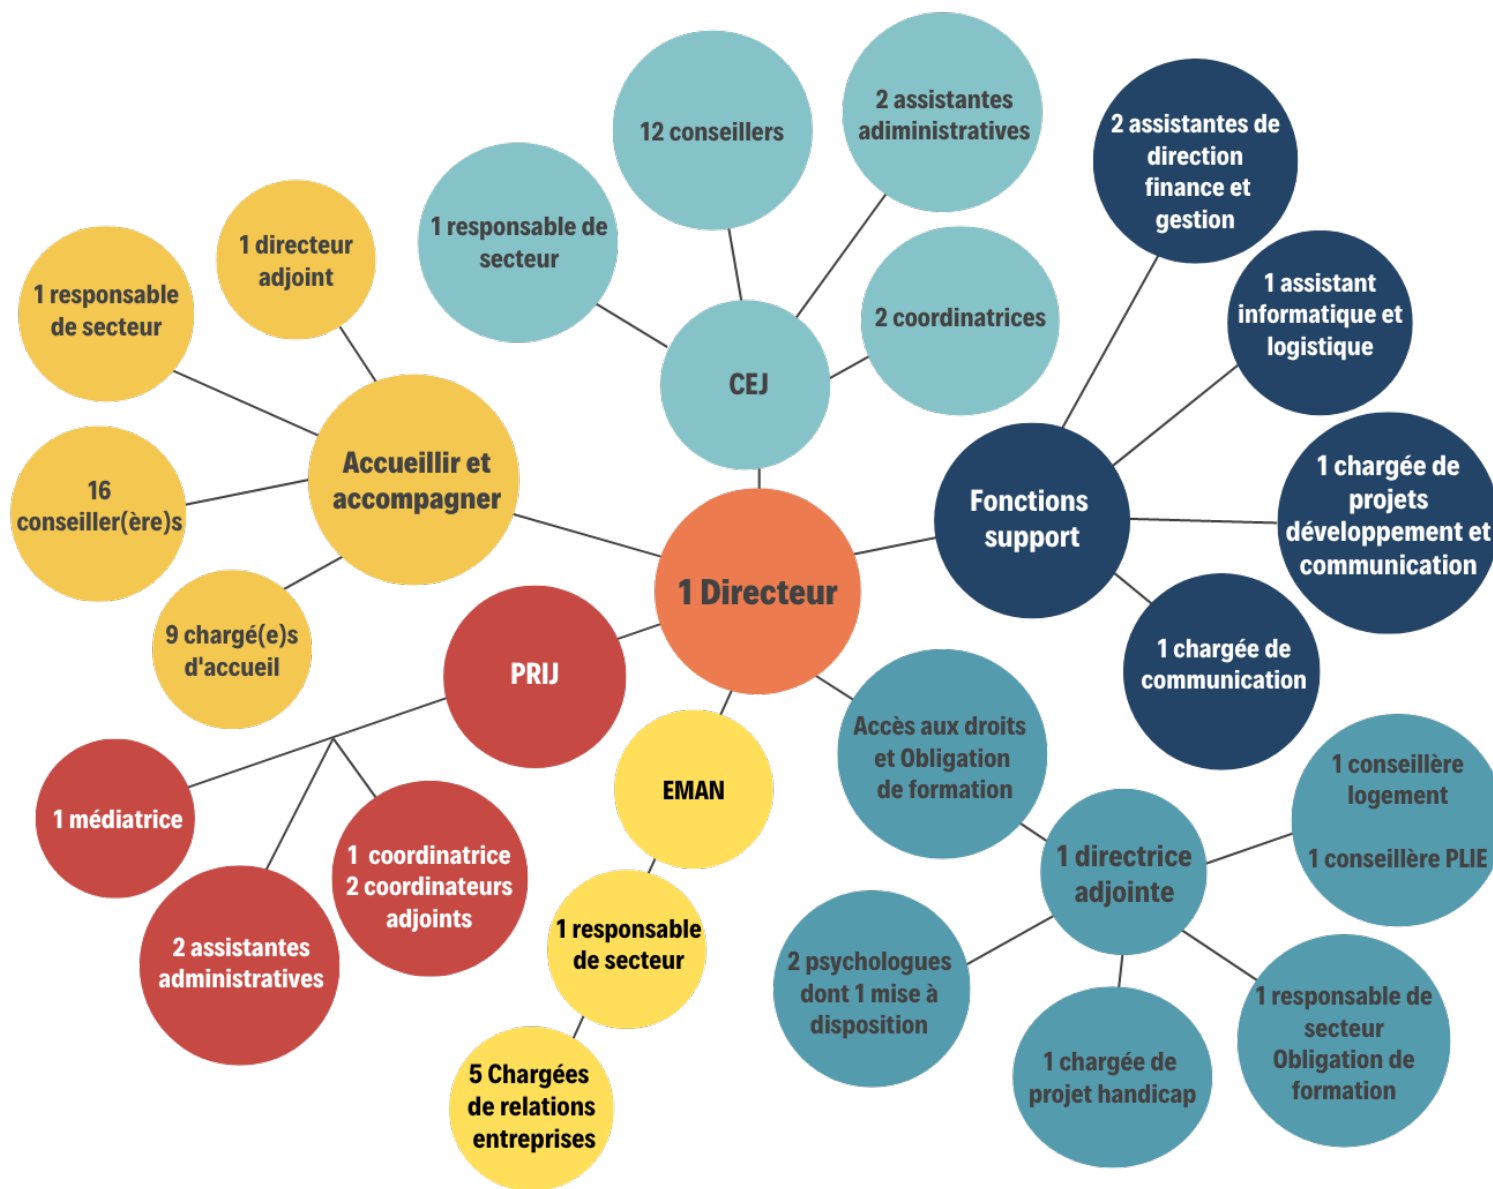 1 Directeur
CEJ
1 responsable de
secteur
12 conseillers
2 assistantes
adiministratives
2 coordinatrices
Fonctions
support
2 assistantes de
direction
finance et
gestion
1 assistant
informatique et
logistique
1 chargée de
projets
développement et
communication
1 chargée de
communication
Accueillir et
accompagner
1 directeur
adjoint
1 responsable
de secteur
16
conseiller(ère)s
9 chargé(e)s
d'accueil
PRIJ
1 médiatrice
2 assistantes
administratives
1 coordinatrice
2 coordinateurs
adjoints
EMAN
1 responsable
de secteur
5 Chargées
de relations
entreprises
Accès aux droits
et Obligation
de formation
1 directrice
adjointe
1 conseillère
logement
1 conseillère PLIE
1 responsable de
secteur
Obligation de
formation
1 chargée de
projet handicap
2 psychologues
dont 1 mise à
disposition